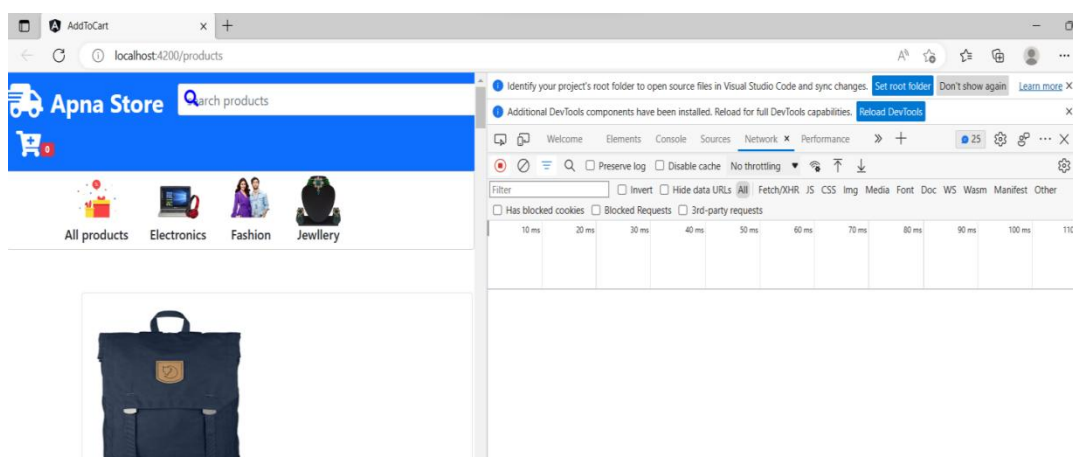 AddToCart
localhost:4200/products
Apna Store
Search products
0
All products Electronics Fashion Jewllery
Identify your project's root folder to open source files in Visual Studio Code and sync changes. Set root folder Don't show again Learn more
Additional DevTools components have been installed. Reload for full DevTools capabilities. Reload DevTools
Welcome Elements Console Sources Network Performance 25
Preserve log Disable cache No throttling
Filter Invert Hide data URLs All Fetch/XHR JS CSS Img Media Font Doc WS Wasm Manifest Other
Has blocked cookies Blocked Requests 3rd-party requests
10 ms 20 ms 30 ms 40 ms 50 ms 60 ms 70 ms 80 ms 90 ms 100 ms 110